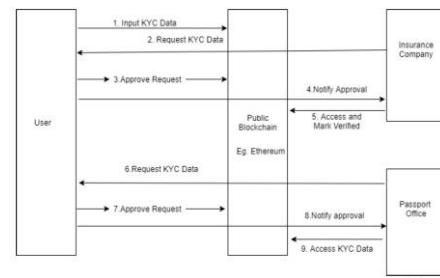 1. Input KYC Data
2. Request KYC Data
Insurance
Company
3.Approve Request
4.Notify Approval
User
Public
Blockchain
Eg. Ethereum
5. Access and
Mark Verified
6.Request KYC Data
7.Approve Request
8.Notify approval
Passport
Office
9. Access KYC Data